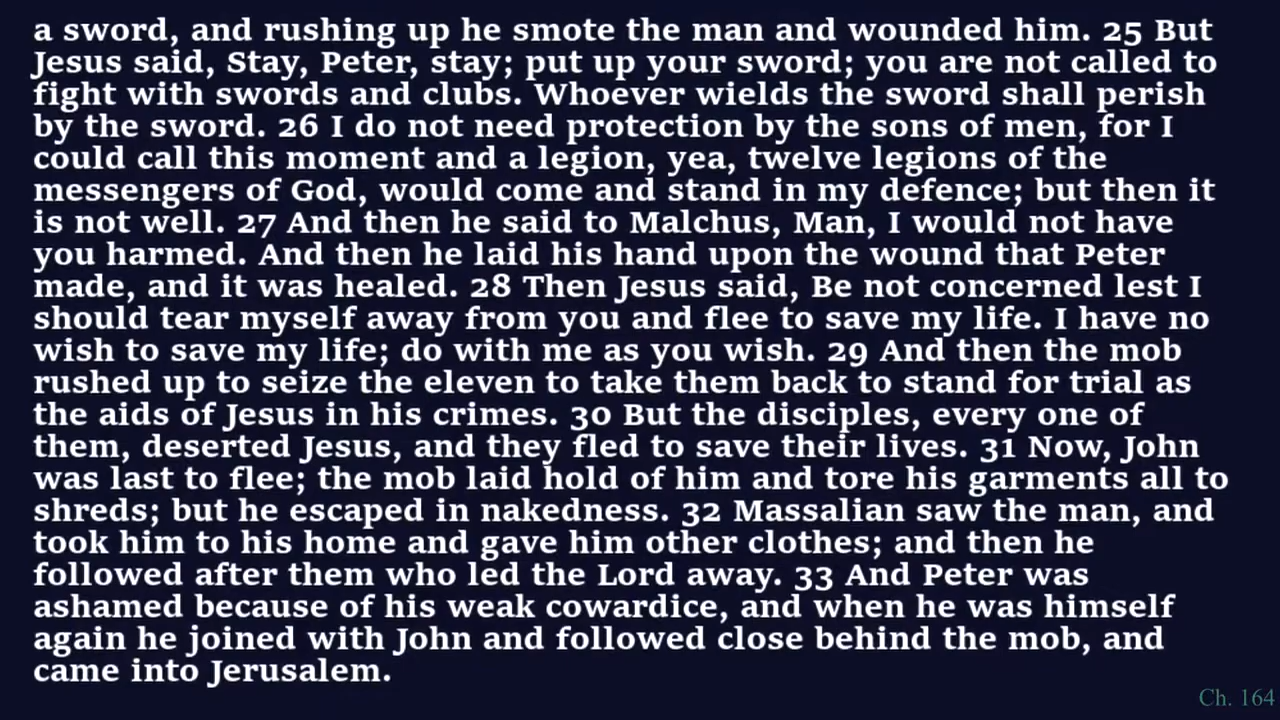 a sword, and rushing up he smote the man and wounded him. 25 But
Jesus said, Stay, Peter, stay; put up your sword; you are not called to
fight with swords and clubs. Whoever wields the sword shall perish
by the sword. 26 I do not need protection by the sons of men, for I
could call this moment and a legion, yea, twelve legions of the
messengers of God, would come and stand in my defence; but then it
is not well. 27 And then he said to Malchus, Man, I would not have
you harmed. And then he laid his hand upon the wound that Peter
made, and it was healed. 28 Then Jesus said, Be not concerned lest I
should tear myself away from you and flee to save my life. I have no
wish to save my life; do with me as you wish. 29 And then the mob
rushed up to seize the eleven to take them back to stand for trial as
the aids of Jesus in his crimes. 30 But the disciples, every one of
them, deserted Jesus, and they fled to save their lives. 31 Now, John
was last to flee; the mob laid hold of him and tore his garments all to
shreds; but he escaped in nakedness. 32 Massalian saw the man, and
took him to his home and gave him other clothes; and then he
followed after them who led the Lord away. 33 And Peter was
ashamed because of his weak cowardice, and when he was himself
again he joined with John and followed close behind the mob, and
came into Jerusalem.
Ch. 164